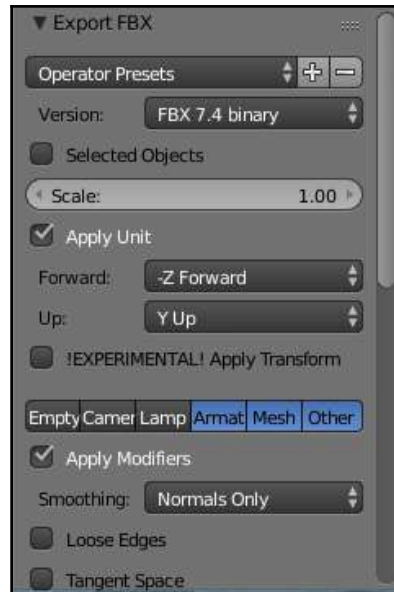 Export FBX
Operator Presets
Version: FBX 7.4 binary
Selected Objects
Scale: 1.00
Apply Unit
Forward: -Z Forward
Up: Y Up
!EXPERIMENTAL! Apply Transform
Empty Camer Lamp Armat Mesh Other
Apply Modifiers
Smoothing: Normals Only
Loose Edges
Tangent Space